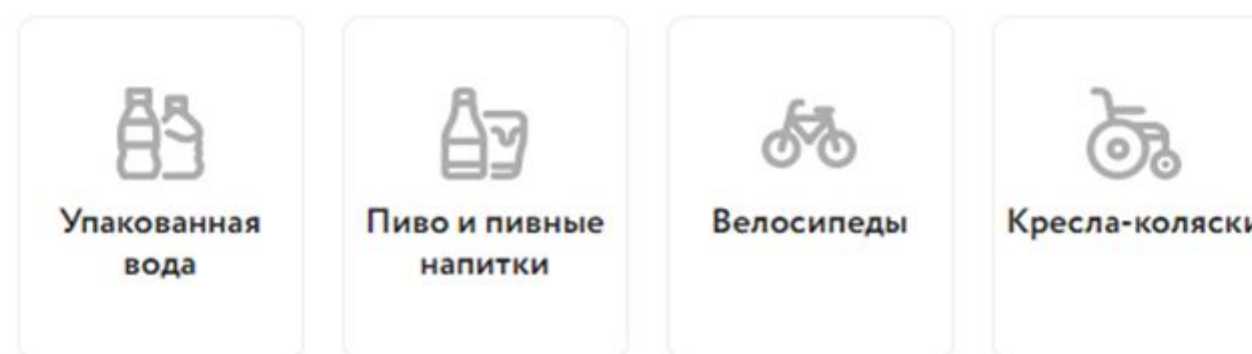 Упакованная
вода
Пиво и пивные
напитки
Велосипеды
Кресла-коляски